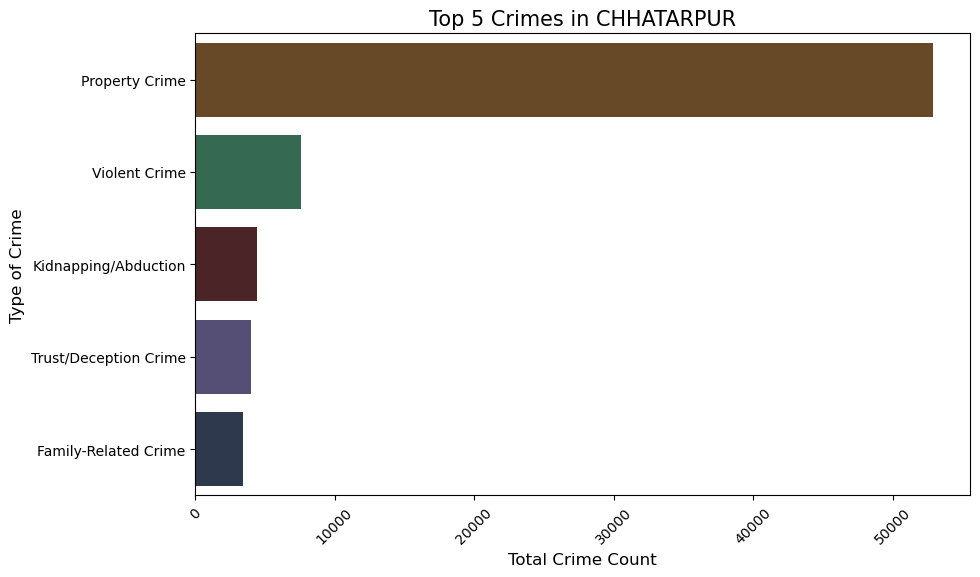 Top 5 Crimes in CHHATARPUR
Type of Crime
Property Crime
Violent Crime
Kidnapping/Abduction
Trust/Deception Crime
Family-Related Crime
0
10000
20000
30000
40000
50000
Total Crime Count